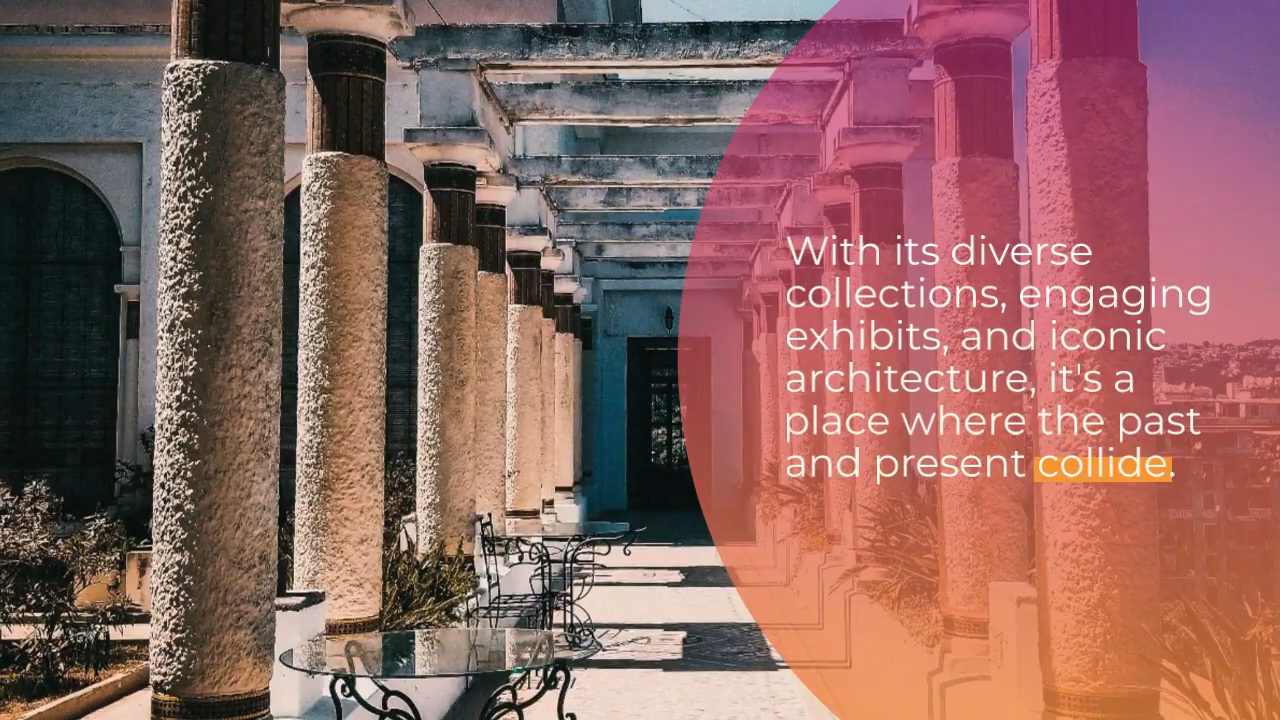 With its diverse
collections, engaging
exhibits, and iconic
architecture, it's a
place where the past
and present collide.